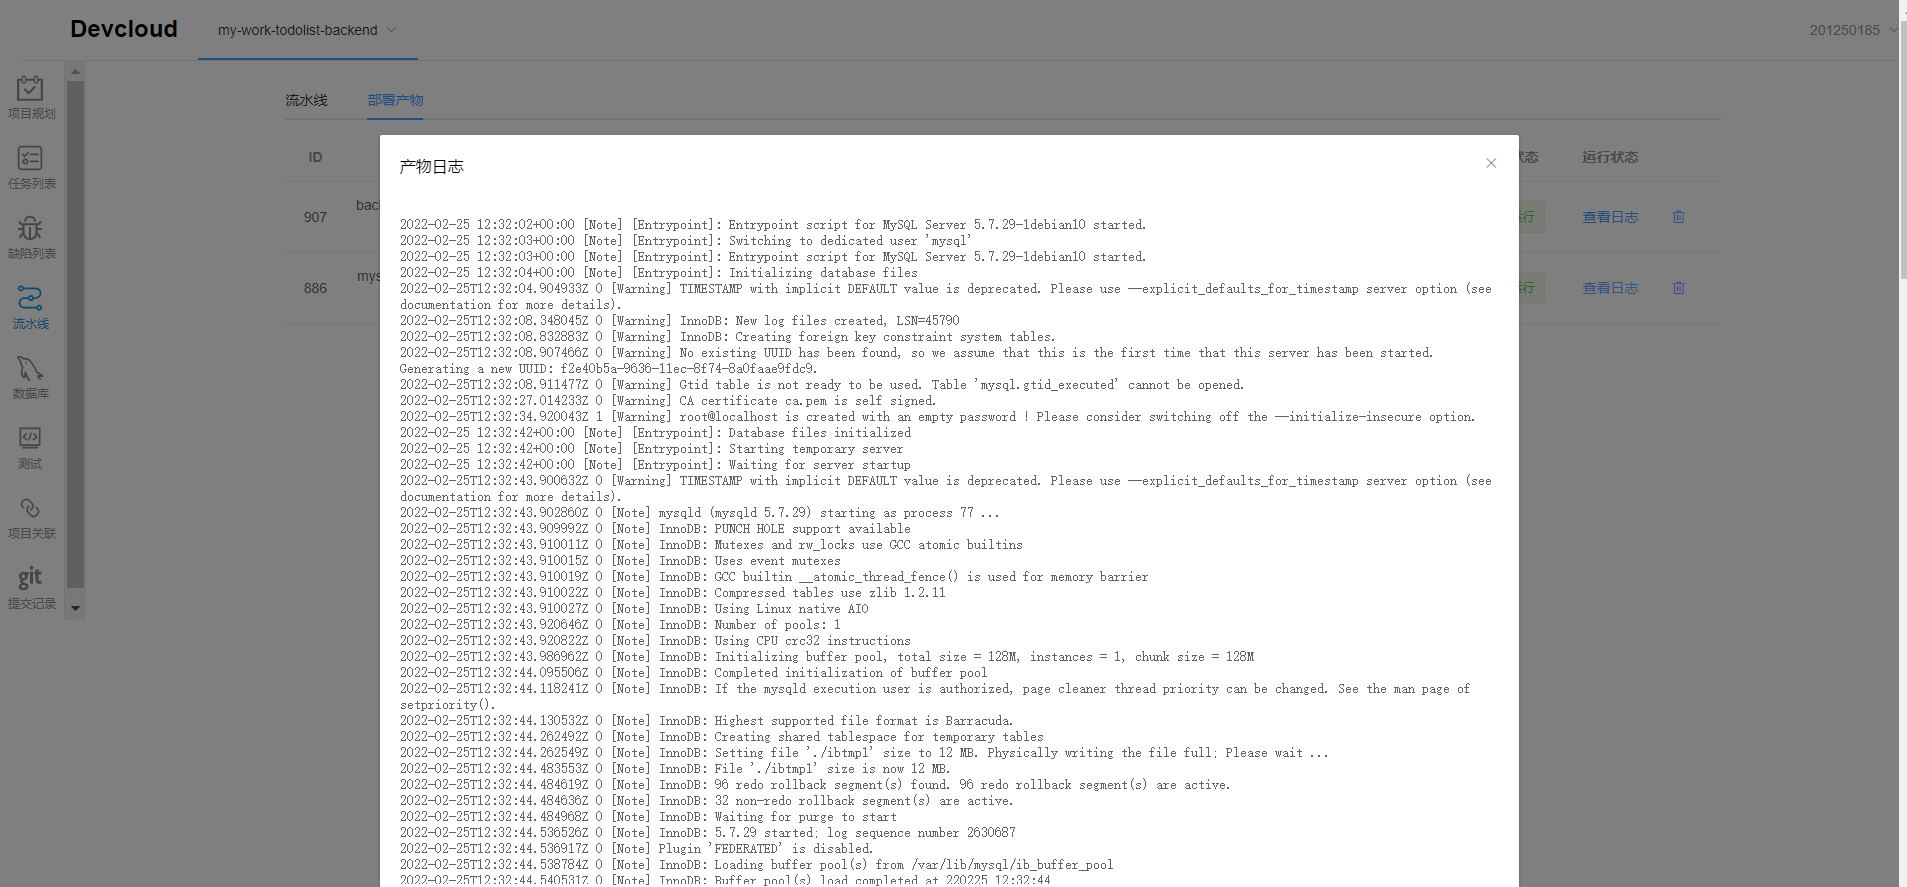 Devcloud
my-work-todolist-backend
201250185
项目规划
任务列表
缺陷列表
流水线
数据库
测试
项目关联
git
提交记录
流水线
部署产物
ID
运行状态
907
查看日志
886
查看日志
产物日志
2022-02-25 12:32:02+00:00 [Note] [Entrypoint]: Entrypoint script for MySQL Server 5.7.29-1debian10 started.
2022-02-25 12:32:03+00:00 [Note] [Entrypoint]: Switching to dedicated user 'mysql'
2022-02-25 12:32:03+00:00 [Note] [Entrypoint]: Entrypoint script for MySQL Server 5.7.29-1debian10 started.
2022-02-25 12:32:04+00:00 [Note] [Entrypoint]: Initializing database files
2022-02-25T12:32:04.904933Z 0 [Warning] TIMESTAMP with implicit DEFAULT value is deprecated. Please use --explicit_defaults_for_timestamp server option (see
documentation for more details).
2022-02-25T12:32:08.348045Z 0 [Warning] InnoDB: New log files created, LSN=45790
2022-02-25T12:32:08.832883Z 0 [Warning] InnoDB: Creating foreign key constraint system tables.
2022-02-25T12:32:08.907466Z 0 [Warning] No existing UUID has been found, so we assume that this is the first time that this server has been started.
Generating a new UUID: f2e40b5a-9636-11ec-8f74-8a0faae9fdc9.
2022-02-25T12:32:08.911477Z 0 [Warning] Gtid table is not ready to be used. Table 'mysql.gtid_executed' cannot be opened.
2022-02-25T12:32:27.014233Z 0 [Warning] CA certificate ca.pem is self signed.
2022-02-25T12:32:34.920043Z 1 [Warning] root@localhost is created with an empty password ! Please consider switching off the --initialize-insecure option.
2022-02-25 12:32:42+00:00 [Note] [Entrypoint]: Database files initialized
2022-02-25 12:32:42+00:00 [Note] [Entrypoint]: Starting temporary server
2022-02-25 12:32:42+00:00 [Note] [Entrypoint]: Waiting for server startup
2022-02-25T12:32:43.900632Z 0 [Warning] TIMESTAMP with implicit DEFAULT value is deprecated. Please use --explicit_defaults_for_timestamp server option (see
documentation for more details).
2022-02-25T12:32:43.902860Z 0 [Note] mysqld (mysqld 5.7.29) starting as process 77 ...
2022-02-25T12:32:43.909992Z 0 [Note] InnoDB: PUNCH HOLE support available
2022-02-25T12:32:43.910011Z 0 [Note] InnoDB: Mutexes and rw_locks use GCC atomic builtins
2022-02-25T12:32:43.910015Z 0 [Note] InnoDB: Uses event mutexes
2022-02-25T12:32:43.910019Z 0 [Note] InnoDB: GCC builtin __atomic_thread_fence() is used for memory barrier
2022-02-25T12:32:43.910022Z 0 [Note] InnoDB: Compressed tables use zlib 1.2.11
2022-02-25T12:32:43.910027Z 0 [Note] InnoDB: Using Linux native AIO
2022-02-25T12:32:43.920646Z 0 [Note] InnoDB: Number of pools: 1
2022-02-25T12:32:43.920822Z 0 [Note] InnoDB: Using CPU crc32 instructions
2022-02-25T12:32:43.986962Z 0 [Note] InnoDB: Initializing buffer pool, total size = 128M, instances = 1, chunk size = 128M
2022-02-25T12:32:44.095506Z 0 [Note] InnoDB: Completed initialization of buffer pool
2022-02-25T12:32:44.118241Z 0 [Note] InnoDB: If the mysqld execution user is authorized, page cleaner thread priority can be changed. See the man page of
setpriority().
2022-02-25T12:32:44.130532Z 0 [Note] InnoDB: Highest supported file format is Barracuda.
2022-02-25T12:32:44.262492Z 0 [Note] InnoDB: Creating shared tablespace for temporary tables
2022-02-25T12:32:44.262549Z 0 [Note] InnoDB: Setting file './ibtmp1' size to 12 MB. Physically writing the file full; Please wait ...
2022-02-25T12:32:44.483553Z 0 [Note] InnoDB: File './ibtmp1' size is now 12 MB.
2022-02-25T12:32:44.484619Z 0 [Note] InnoDB: 96 redo rollback segment(s) found. 96 redo rollback segment(s) are active.
2022-02-25T12:32:44.484636Z 0 [Note] InnoDB: 32 non-redo rollback segment(s) are active.
2022-02-25T12:32:44.484968Z 0 [Note] InnoDB: Waiting for purge to start
2022-02-25T12:32:44.536526Z 0 [Note] InnoDB: 5.7.29 started; log sequence number 2630687
2022-02-25T12:32:44.536917Z 0 [Note] Plugin 'FEDERATED' is disabled.
2022-02-25T12:32:44.538784Z 0 [Note] InnoDB: Loading buffer pool(s) from /var/lib/mysql/ib_buffer_pool
2022-02-25T12:32:44.540531Z 0 [Note] InnoDB: Buffer pool(s) load completed at 220225 12:32:44